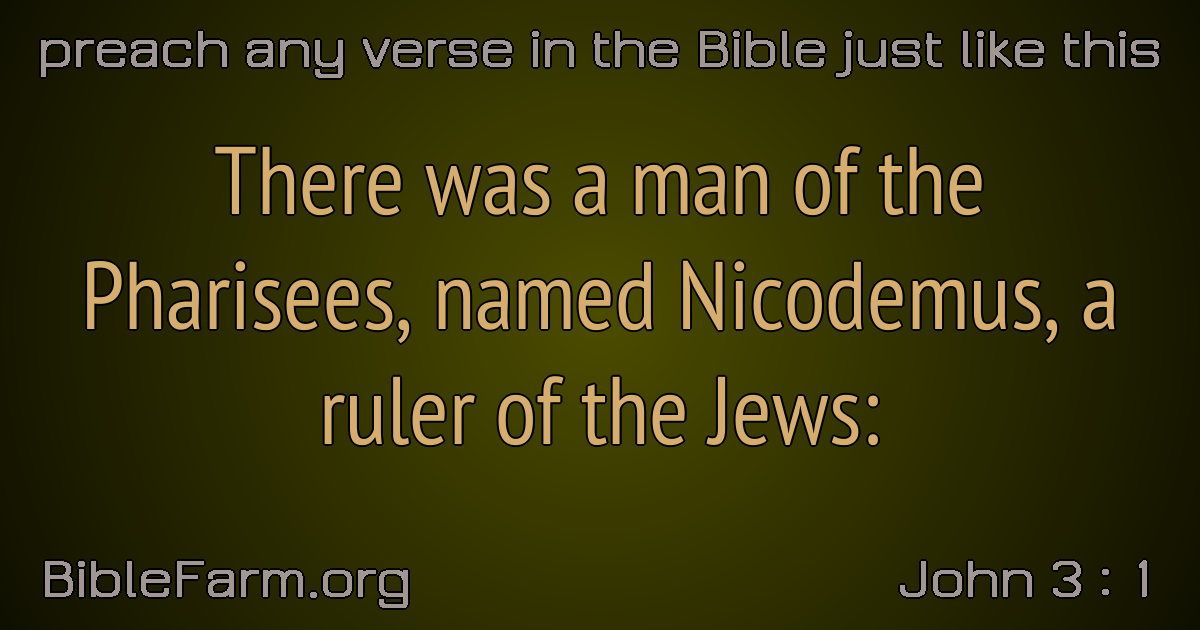 preach any verse in the Bible just like this
There was a man of the
Pharisees, named Nicodemus, a
ruler of the Jews:
BibleFarm.org
John 3 : 1